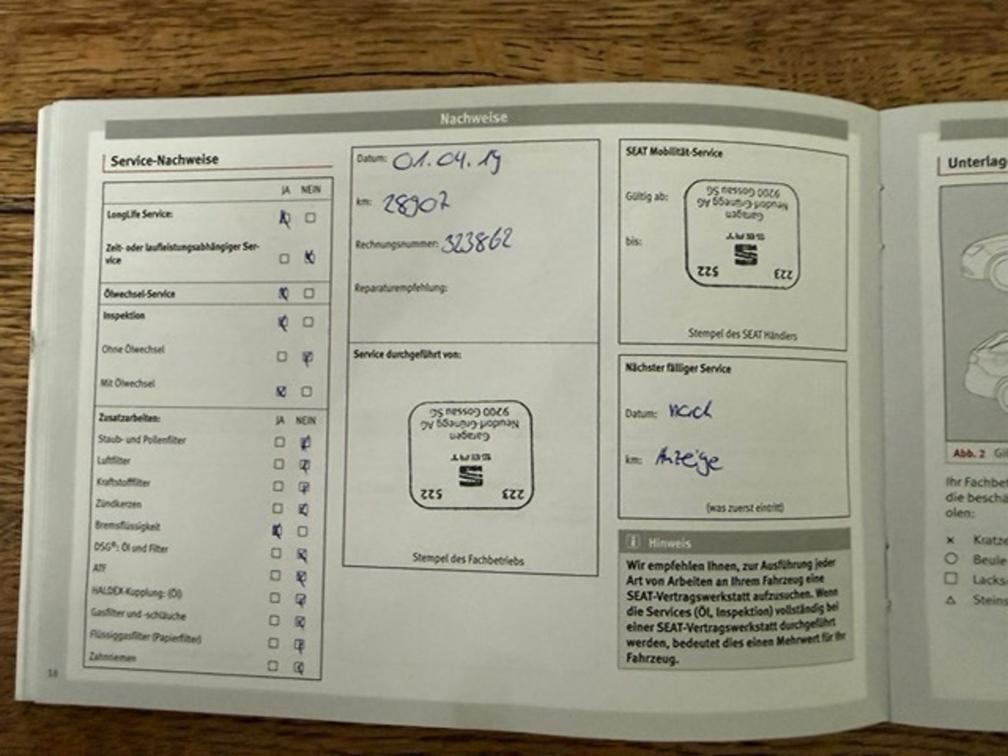 Nachweise
Service-Nachweise
JA NEIN
LongLife Service:
Zeit- oder laufleistungsabhängiger Ser-
vice
Ölwechsel-Service
Inspektion
Ohne Ölwechsel
Mit Ölwechsel
Zusatzarbeiten: JA NEIN
Staub- und Pollenfilter
Luftfilter
Kraftstofffilter
Zündkerzen
Bremsflüssigkeit
DSG®: Öl und Filter
ATF
HALDEX-Kupplung: (Öl)
Gasfilter und -schläuche
Flüssiggasfilter (Papierfilter)
Zahnriemen
Datum: 01.04.19
km: 28907
Rechnungsnummer: 323862
Reparaturempfehlung:
Service durchgeführt von:
223 522
SEAT
Garagen
Neudorf-Grünegg AG
9200 Gossau SG
Stempel des Fachbetriebs
SEAT Mobilität-Service
Gültig ab:
bis:
223 522
SEAT
Garagen
Neudorf-Grünegg AG
9200 Gossau SG
Stempel des SEAT Händlers
Nächster fälliger Service
Datum: nach
km: Anzeige
(was zuerst eintritt)
Hinweis
Wir empfehlen Ihnen, zur Ausführung jeder
Art von Arbeiten an Ihrem Fahrzeug eine
SEAT-Vertragswerkstatt aufzusuchen. Wenn
die Services (Öl, Inspektion) vollständig bei
einer SEAT-Vertragswerkstatt durchgeführt
werden, bedeutet dies einen Mehrwert für Ihr
Fahrzeug.
Unterlag
Abb. 2
Ihr Fachbet
die beschä
olen:
Kratze
Beule
Lacks
Steins